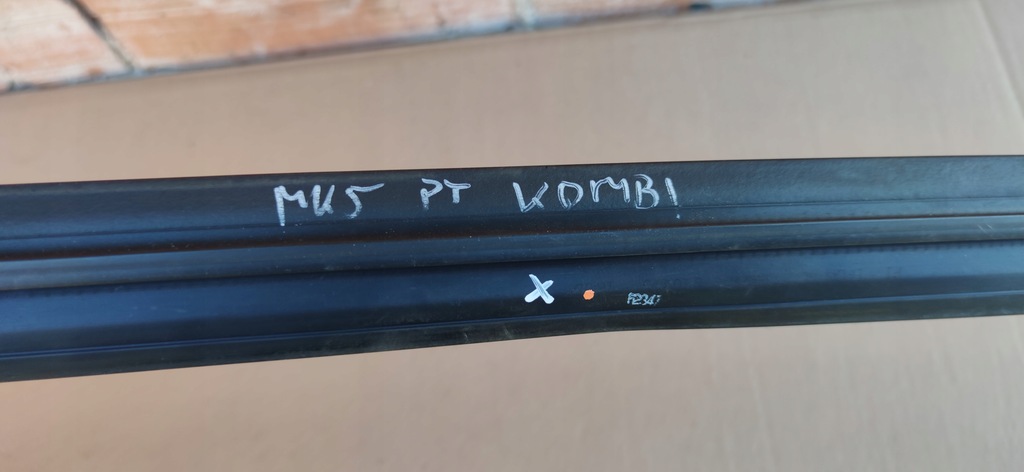 MK5 PT KOMBI
X
F2347